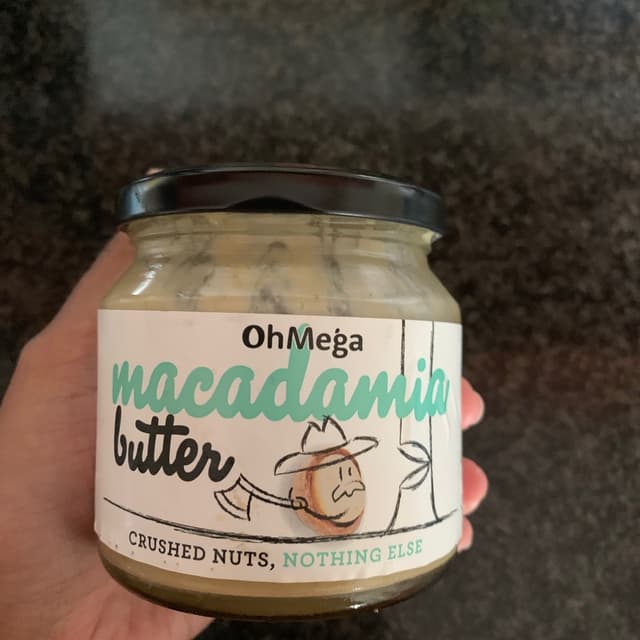 OhMega
macadamia
butter
CRUSHED NUTS, NOTHING ELSE